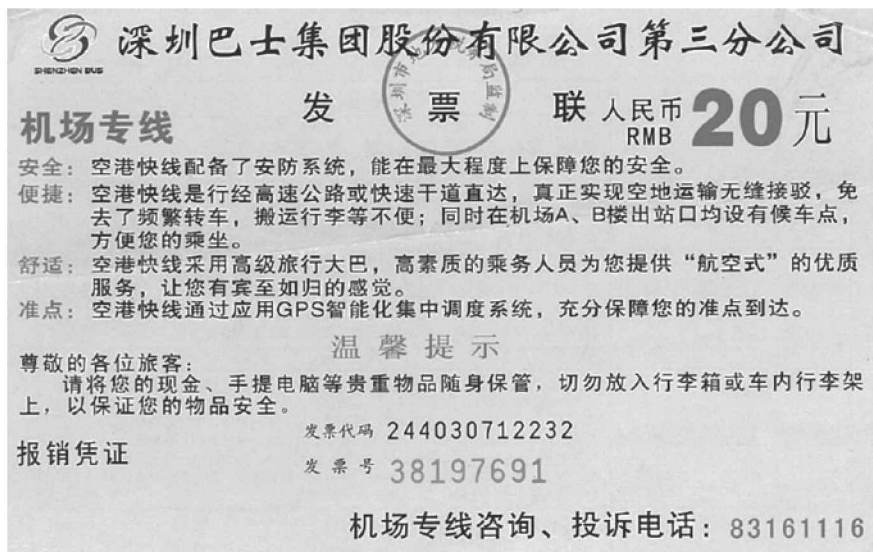 SHENZHEN BUS
深圳巴士集团股份有限公司第三分公司
机场专线
发 票 联
人民币
RMB
20元
安全：空港快线配备了安防系统，能在最大程度上保障您的安全。
便捷：空港快线是行经高速公路或快速干道直达，真正实现空地运输无缝接驳，免
去了频繁转车，搬运行李等不便；同时在机场A、B楼出站口均设有候车点，
方便您的乘坐。
舒适：空港快线采用高级旅行大巴，高素质的乘务人员为您提供“航空式”的优质
服务，让您有宾至如归的感觉。
准点：空港快线通过应用GPS智能化集中调度系统，充分保障您的准点到达。
温馨提示
尊敬的各位旅客：
请将您的现金、手提电脑等贵重物品随身保管，切勿放入行李箱或车内行李架
上，以保证您的物品安全。
发票代码 244030712232
报销凭证
发票号 38197691
机场专线咨询、投诉电话：83161116